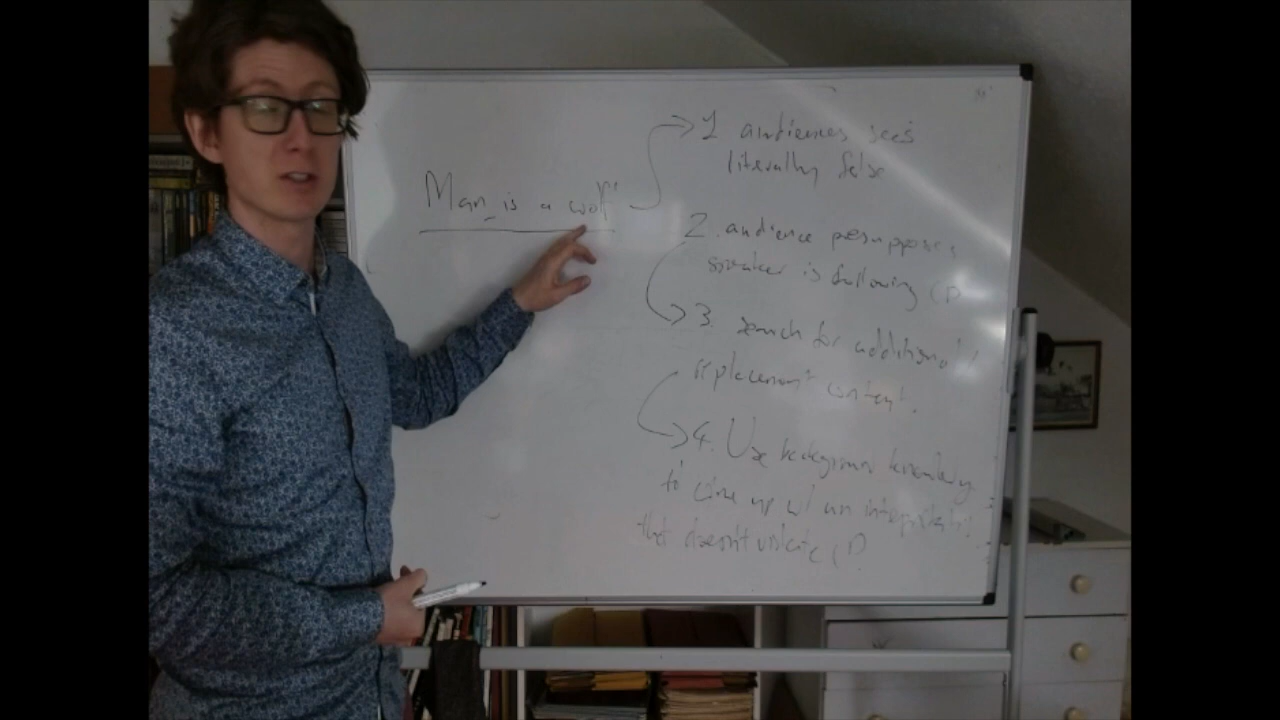 Man is a wolf
1 audiences sees
literally false
2. audience presupposes
speaker is following CP
3. search for additional /
replacement content.
4. Use background knowledge
to come up w/ an interpretation
that doesn't violate CP.